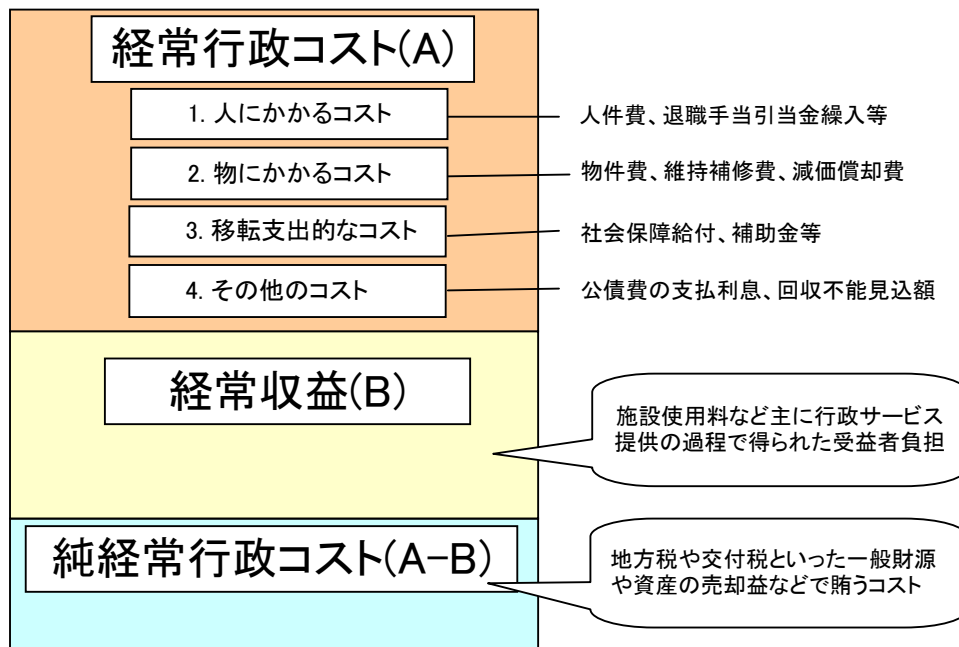 経常行政コスト(A)
1. 人にかかるコスト
人件費、退職手当引当金繰入等
2. 物にかかるコスト
物件費、維持補修費、減価償却費
3. 移転支出的なコスト
社会保障給付、補助金等
4. その他のコスト
公債費の支払利息、回収不能見込額
経常収益(B)
施設使用料など主に行政サービス
提供の過程で得られた受益者負担
純経常行政コスト(A-B)
地方税や交付税といった一般財源
や資産の売却益などで賄うコスト